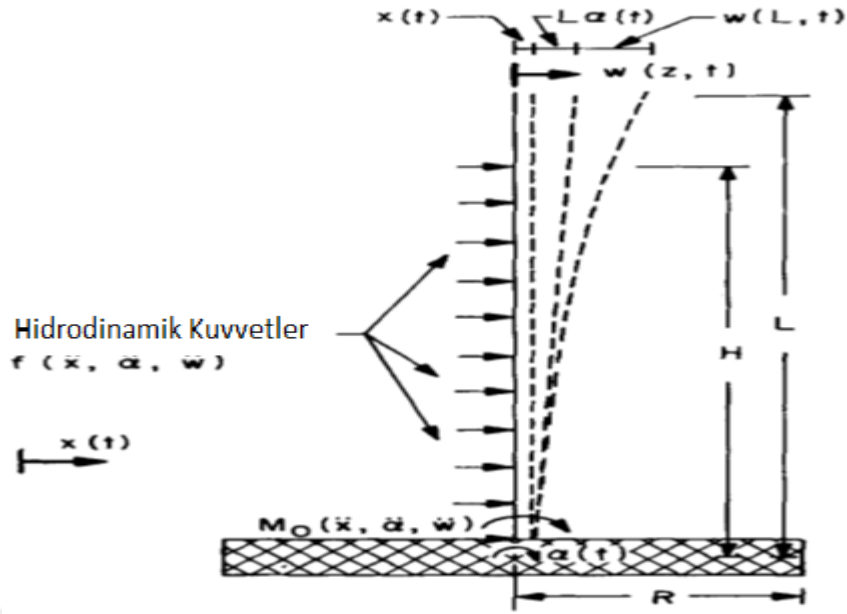 x(t) Lα(t) w(L, t)
w (z, t)
Hidrodinamik Kuvvetler
f (ẍ, α̈, ẅ)
L
H
x(t)
M₀(ẍ, α̈, ẅ)
α(t)
R